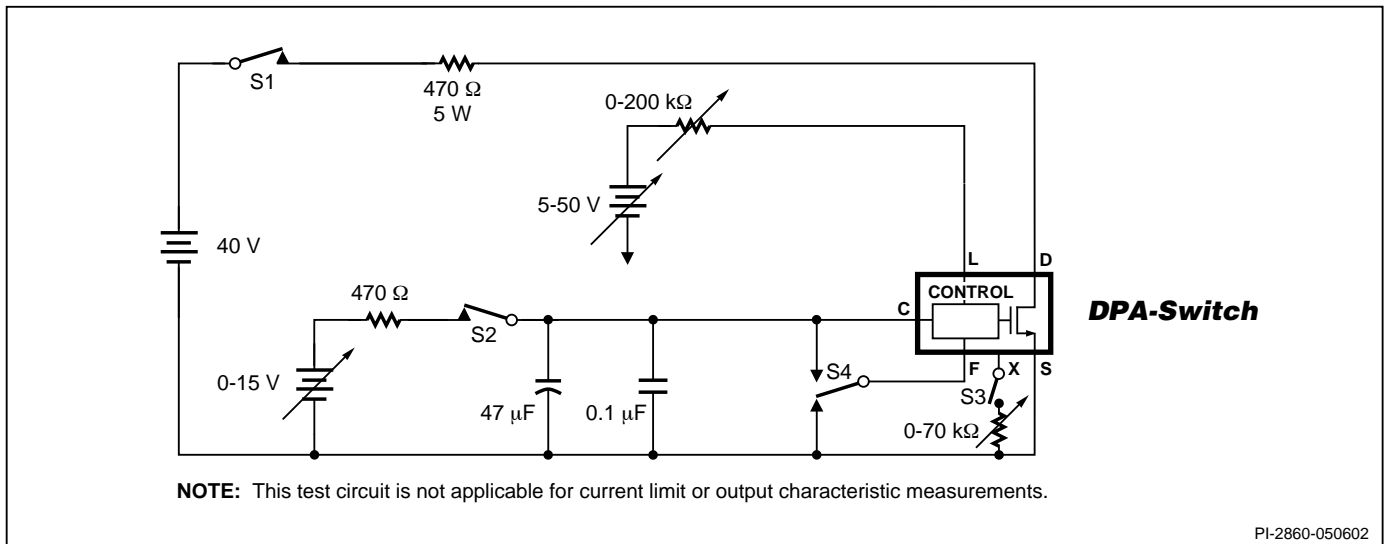 S1
470 Ω
5 W
0-200 kΩ
5-50 V
40 V
L
D
CONTROL
C
DPA-Switch
470 Ω
S2
0-15 V
47 μF
0.1 μF
S4
F
X
S
S3
0-70 kΩ
NOTE: This test circuit is not applicable for current limit or output characteristic measurements.
PI-2860-050602